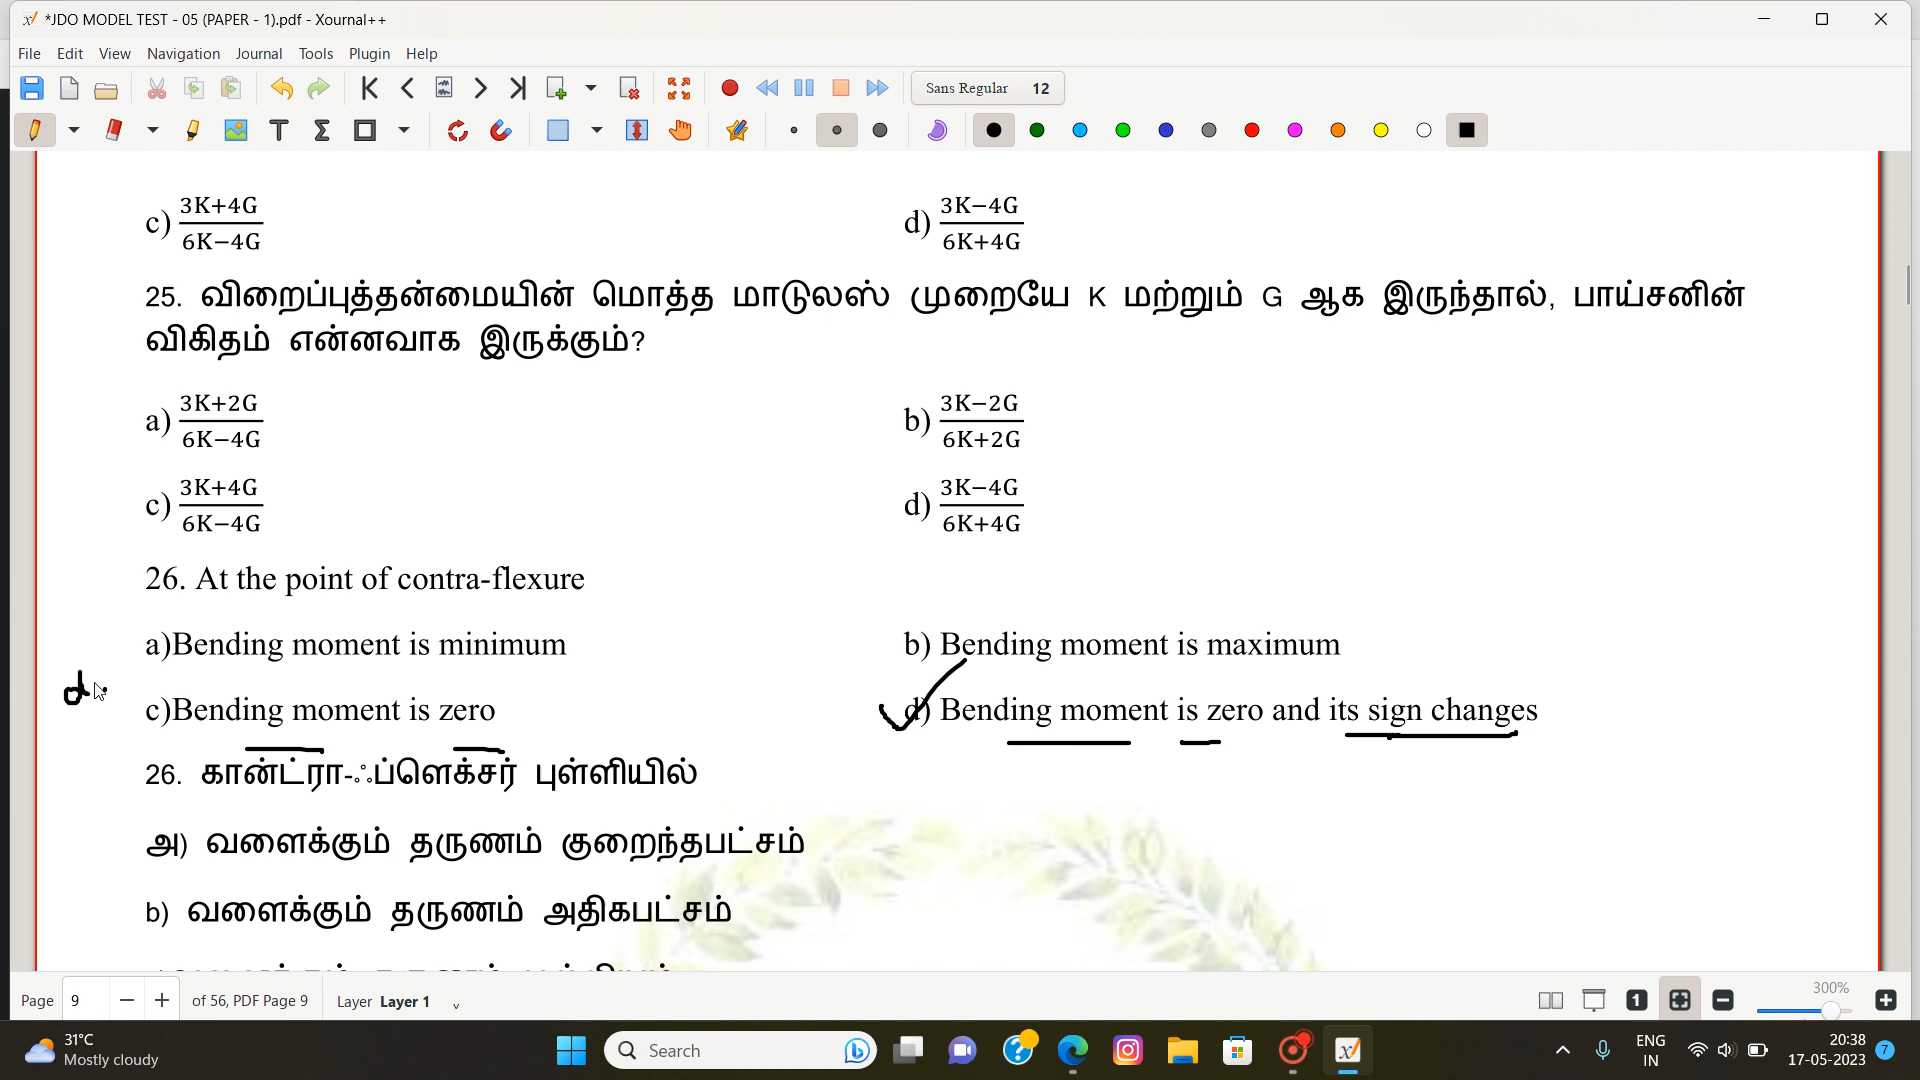 *JDO MODEL TEST - 05 (PAPER - 1).pdf - Xournal++
File Edit View Navigation Journal Tools Plugin Help
Sans Regular 12
c) 3K+4G / 6K−4G
d) 3K−4G / 6K+4G
25. விறைப்புத்தன்மையின் மொத்த மாடுலஸ் முறையே K மற்றும் G ஆக இருந்தால், பாய்சனின்
விகிதம் என்னவாக இருக்கும்?
a) 3K+2G / 6K−4G
b) 3K−2G / 6K+2G
c) 3K+4G / 6K−4G
d) 3K−4G / 6K+4G
26. At the point of contra-flexure
a)Bending moment is minimum
b) Bending moment is maximum
d
c)Bending moment is zero
d) Bending moment is zero and its sign changes
26. கான்ட்ரா-ஃப்ளெக்சர் புள்ளியில்
அ) வளைக்கும் தருணம் குறைந்தபட்சம்
b) வளைக்கும் தருணம் அதிகபட்சம்
Page 9 of 56, PDF Page 9 Layer Layer 1
300%
31°C
Mostly cloudy
Search
ENG
IN
20:38
17-05-2023
7